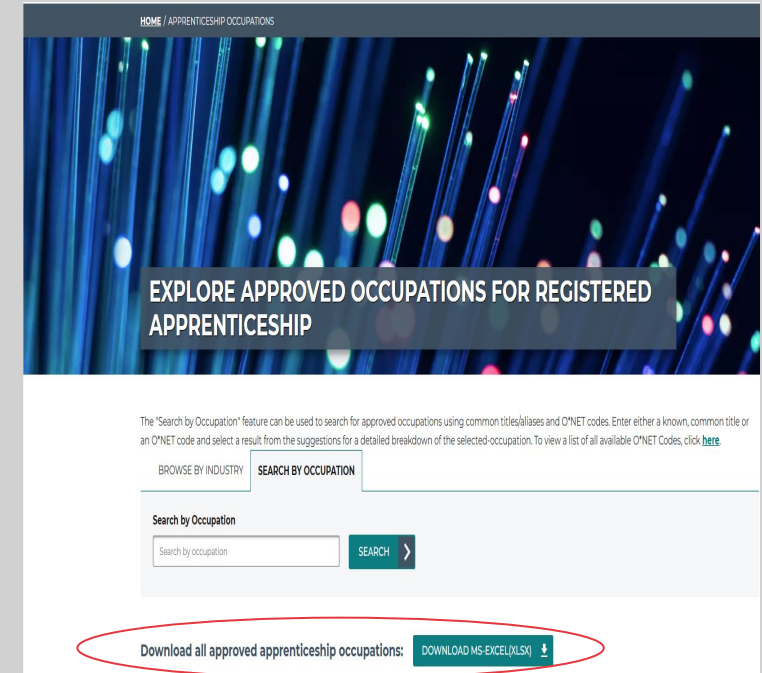 HOME / APPRENTICESHIP OCCUPATIONS
EXPLORE APPROVED OCCUPATIONS FOR REGISTERED
APPRENTICESHIP
The "Search by Occupation" feature can be used to search for approved occupations using common titles/aliases and O*NET codes. Enter either a known, common title or
an O*NET code and select a result from the suggestions for a detailed breakdown of the selected-occupation. To view a list of all available O*NET Codes, click here.
BROWSE BY INDUSTRY SEARCH BY OCCUPATION
Search by Occupation
Search by occupation SEARCH
Download all approved apprenticeship occupations: DOWNLOAD MS-EXCEL(XLSX)